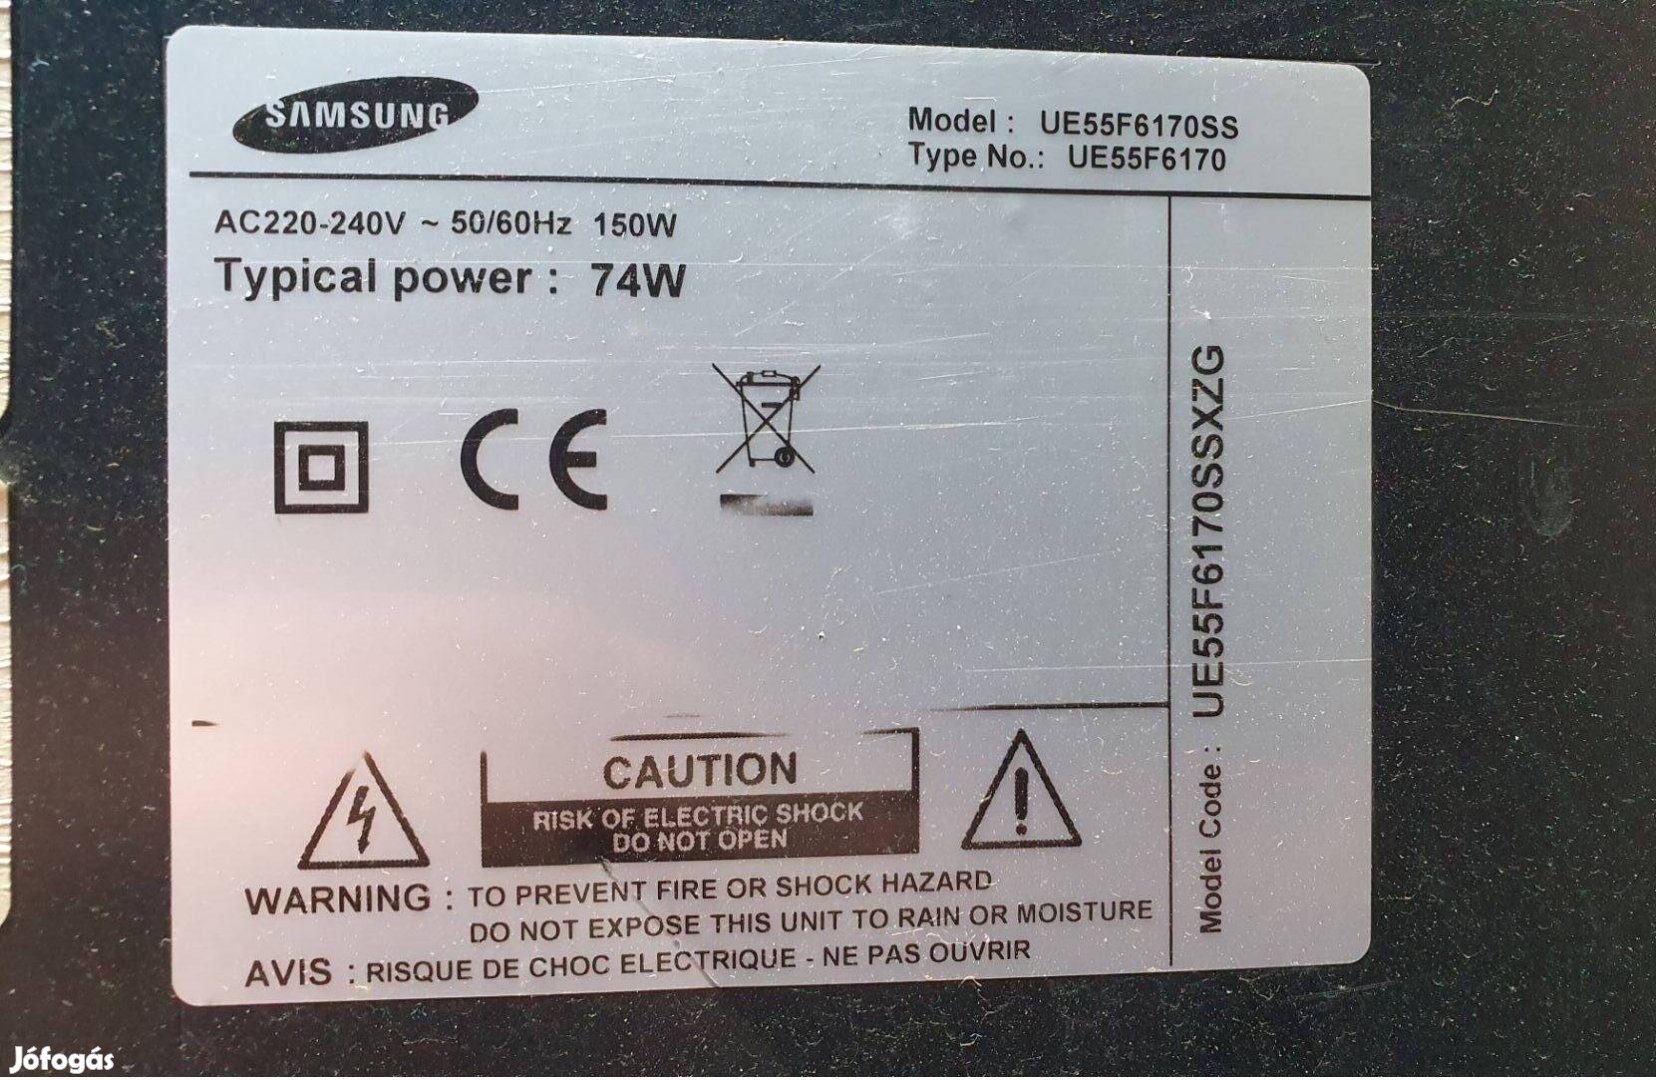 SAMSUNG
Model : UE55F6170SS
Type No.: UE55F6170
AC220-240V ~ 50/60Hz 150W
Typical power : 74W
CE
CAUTION
RISK OF ELECTRIC SHOCK
DO NOT OPEN
WARNING : TO PREVENT FIRE OR SHOCK HAZARD
DO NOT EXPOSE THIS UNIT TO RAIN OR MOISTURE
AVIS : RISQUE DE CHOC ELECTRIQUE - NE PAS OUVRIR
Model Code : UE55F6170SSXZG
Jófogás